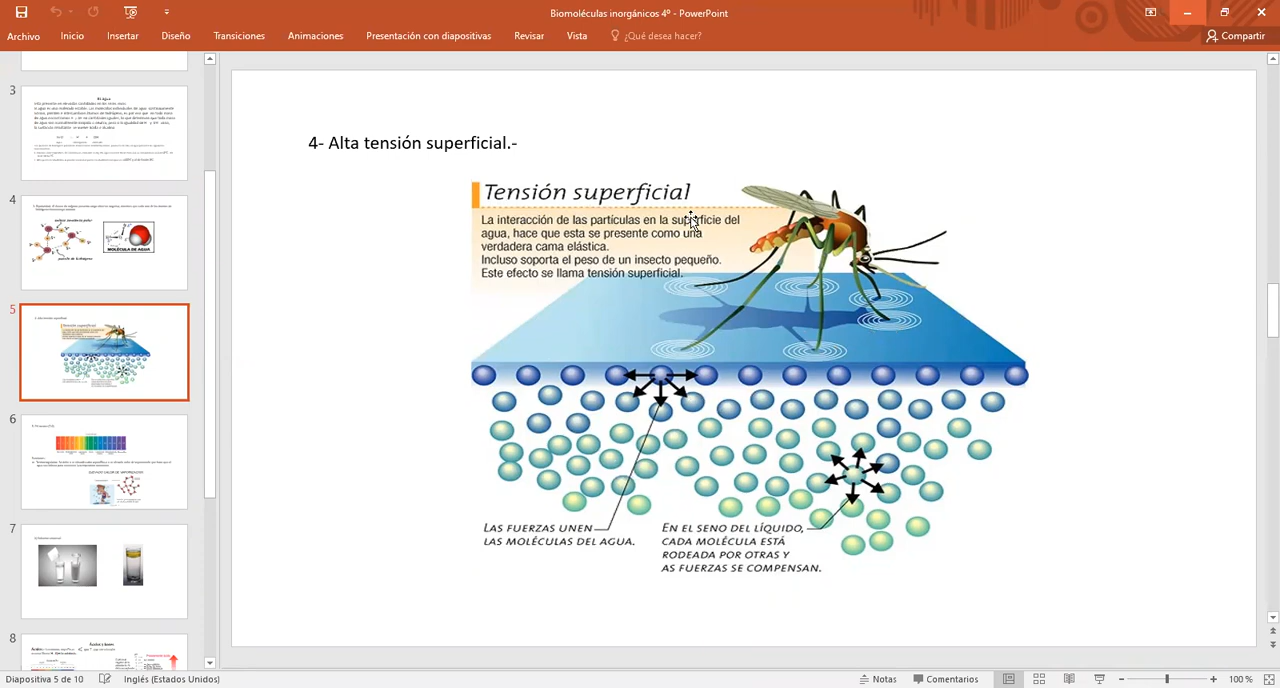 Biomoléculas inorgánicos 4º - PowerPoint
Archivo Inicio Insertar Diseño Transiciones Animaciones Presentación con diapositivas Revisar Vista ¿Qué desea hacer? Compartir
3
4
MOLÉCULA DE AGUA
5
6
7
8
4- Alta tensión superficial.-
Tensión superficial
La interacción de las partículas en la superficie del
agua, hace que esta se presente como una
verdadera cama elástica.
Incluso soporta el peso de un insecto pequeño.
Este efecto se llama tensión superficial.
LAS FUERZAS UNEN
LAS MOLÉCULAS DEL AGUA.
EN EL SENO DEL LÍQUIDO,
CADA MOLÉCULA ESTÁ
RODEADA POR OTRAS Y
AS FUERZAS SE COMPENSAN.
Diapositiva 5 de 10 Inglés (Estados Unidos) Notas Comentarios 100 %